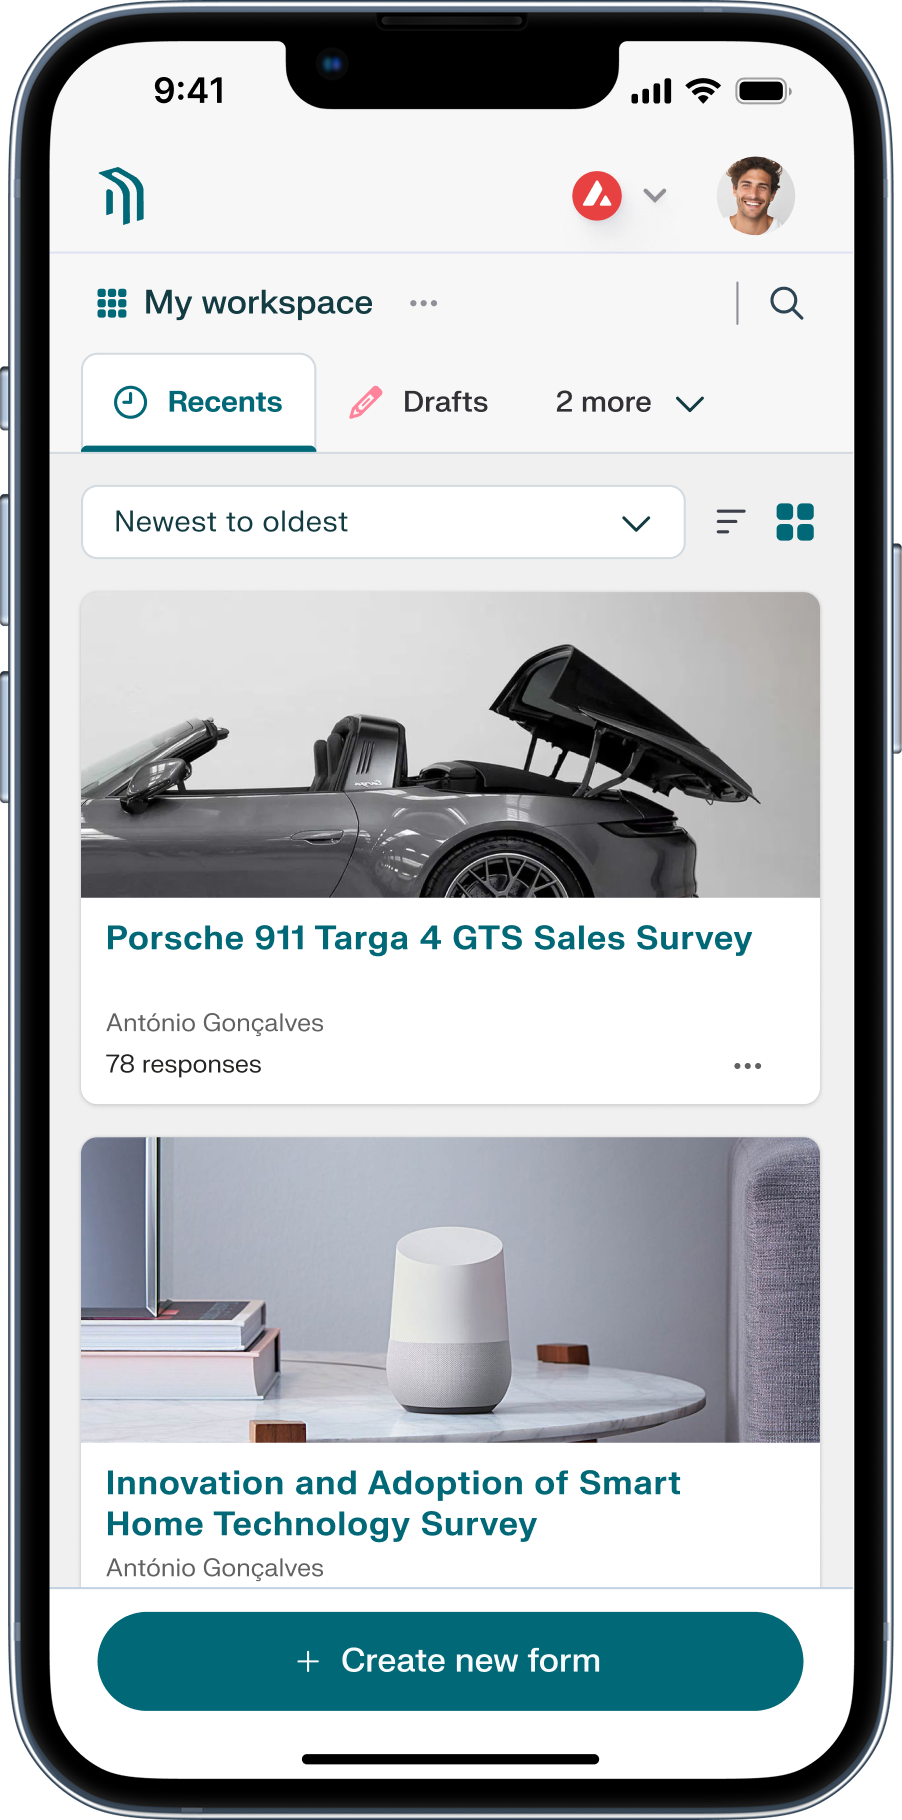 9:41
My workspace
Recents
Drafts
2 more
Newest to oldest
Porsche 911 Targa 4 GTS Sales Survey
António Gonçalves
78 responses
Innovation and Adoption of Smart
Home Technology Survey
António Gonçalves
+ Create new form